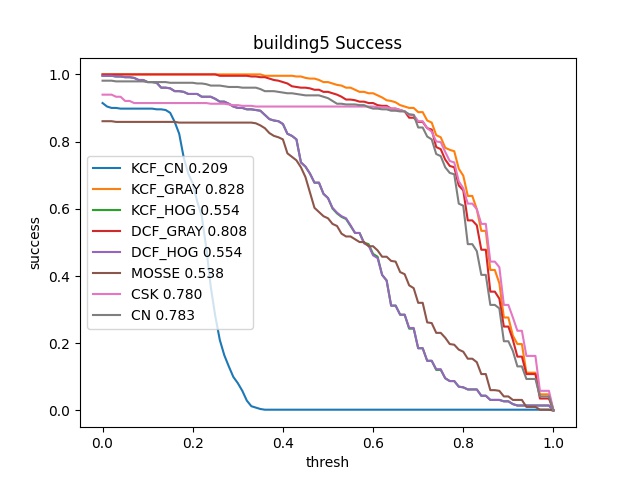 building5 Success
1.0
0.8
0.6
0.4
0.2
0.0
success
KCF_CN 0.209
KCF_GRAY 0.828
KCF_HOG 0.554
DCF_GRAY 0.808
DCF_HOG 0.554
MOSSE 0.538
CSK 0.780
CN 0.783
0.0 0.2 0.4 0.6 0.8 1.0
thresh